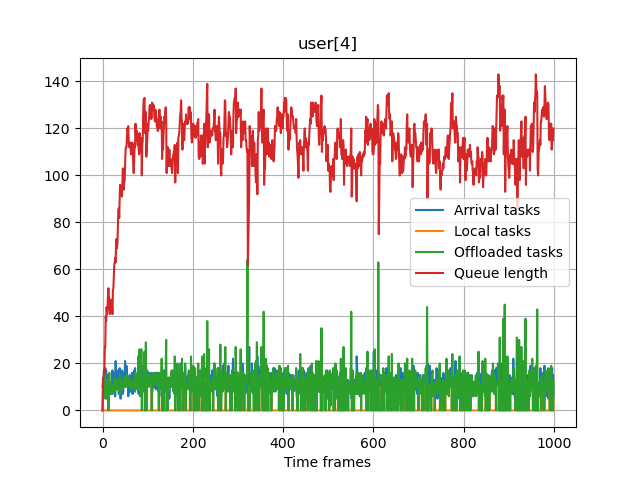 user[4]
140
120
100
80
60
40
20
0
0 200 400 600 800 1000
Time frames
Arrival tasks
Local tasks
Offloaded tasks
Queue length